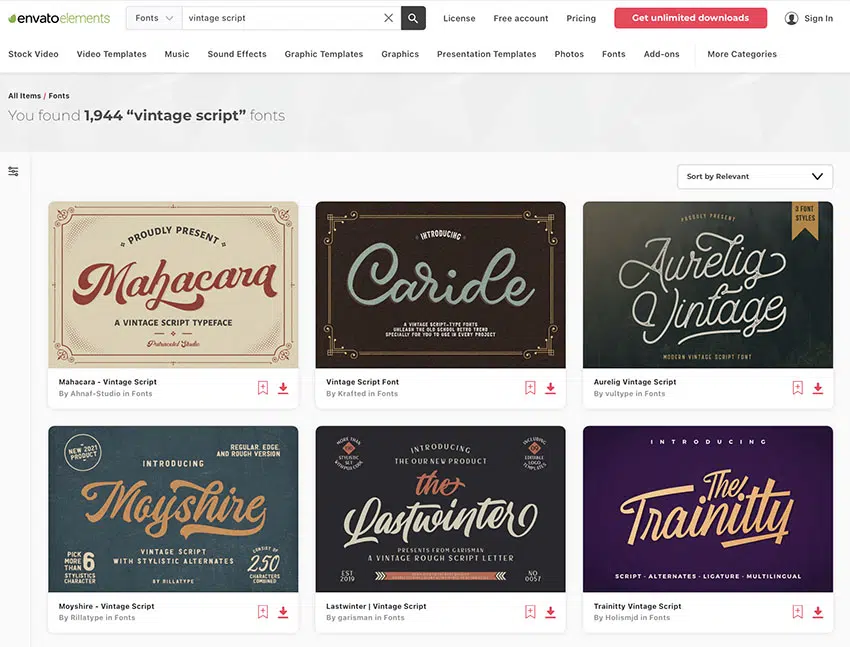 envatoelements
Fonts
vintage script
License
Free account
Pricing
Get unlimited downloads
Sign In
Stock Video
Video Templates
Music
Sound Effects
Graphic Templates
Graphics
Presentation Templates
Photos
Fonts
Add-ons
More Categories
All Items / Fonts
You found 1,944 “vintage script” fonts
Sort by Relevant
PROUDLY PRESENT
Mahacara
A VINTAGE SCRIPT TYPEFACE
Mahacara - Vintage Script
By Ahnaf-Studio in Fonts
INTRODUCING
Caride
A VINTAGE SCRIPT-TYPE FONTS
UNLEASH THE OLD SCHOOL RETRO TREND
SPECIALLY FOR YOU TO USE IN EVERY PROJECT
Vintage Script Font
By Krafted in Fonts
3 FONT
STYLES
PROUDLY PRESENT
Aurelig
Vintage
MODERN VINTAGE SCRIPT FONT
Aurelig Vintage Script
By vultype in Fonts
NEW 2021
PRODUCT
REGULAR, EDGE,
AND ROUGH VERSION
INTRODUCING
Moyshire
PICK
MORE
THAN
6
STYLISTICS
CHARACTER
VINTAGE SCRIPT
WITH STYLISTIC ALTERNATES
BY RILLATYPE
CONSIST OF
250
CHARACTERS
COMBINED
Moyshire - Vintage Script
By Rillatype in Fonts
MORE THAN
STYLISTIC
SET
INTRODUCING
THE OUR NEW PRODUCT
INCLUDING
EDITABLE
LOGO
TEMPLATES
the
Lastwinter
PRESENTS FROM GARISMAN
A VINTAGE ROUGH SCRIPT LETTER
EST
2019
NO
0057
Lastwinter | Vintage Script
By garisman in Fonts
INTRODUCING
The
Trainitty
SCRIPT - ALTERNATES - LIGATURE - MULTILINGUAL
Trainitty Vintage Script
By Holismjd in Fonts